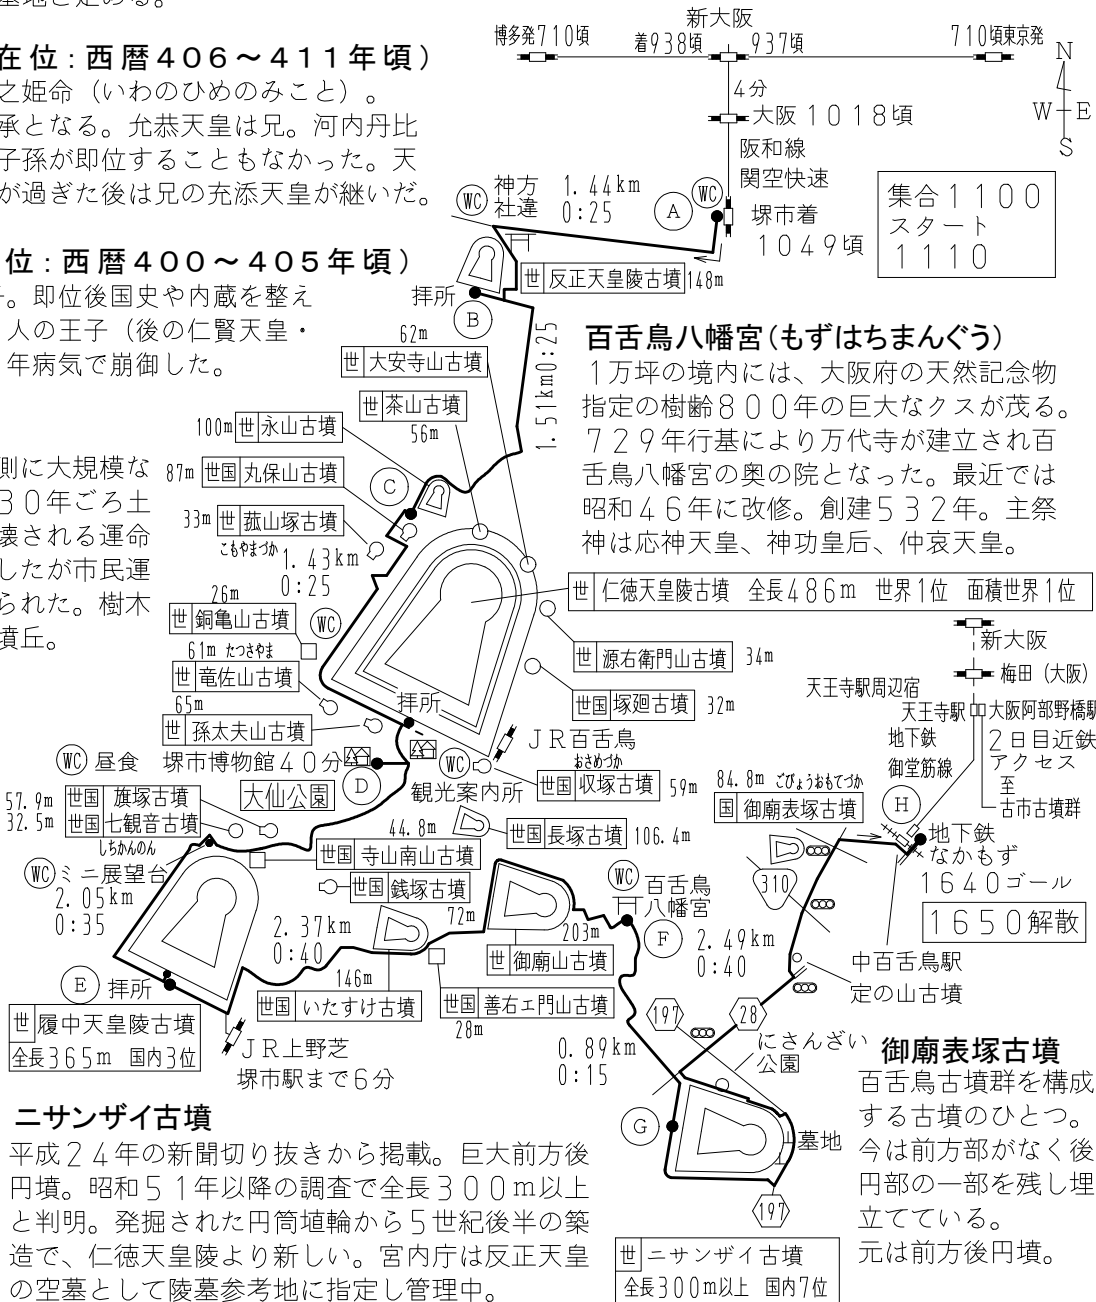 在位：西暦４０６～４１１年頃）
之姫命（いわのひめのみこと）。
承となる。允恭天皇は兄。河内丹比
子孫が即位することもなかった。天
が過ぎた後は兄の充添天皇が継いだ。
位：西暦４００～４０５年頃）
。即位後国史や内蔵を整え
人の王子（後の仁賢天皇・
年病気で崩御した。
側に大規模な
３０年ごろ土
壊される運命
したが市民運
られた。樹木
墳丘。
新大阪
博多発710頃
着938頃
937頃
710頃東京発
N
W E
S
4分
大阪１０１８頃
阪和線
関空快速
堺市着
１０４９頃
集合１１００
スタート
１１１０
WC
神方
社違
1.44km
0:25
A
WC
世 反正天皇陵古墳 148m
拝所
B
1.51km0:25
62m
世 大安寺山古墳
世 茶山古墳
56m
100m 世 永山古墳
87m 世国 丸保山古墳
C
33m 世 菰山塚古墳
こもやまづか
1.43km
0:25
26m
世 銅亀山古墳
WC
61m たつさやま
世 竜佐山古墳
65m
世 孫太夫山古墳
拝所
百舌鳥八幡宮(もずはちまんぐう)
１万坪の境内には、大阪府の天然記念物
指定の樹齢８００年の巨大なクスが茂る。
７２９年行基により万代寺が建立され百
舌鳥八幡宮の奥の院となった。最近では
昭和４６年に改修。創建５３２年。主祭
神は応神天皇、神功皇后、仲哀天皇。
世 仁徳天皇陵古墳 全長486m 世界1位 面積世界1位
世 源右衛門山古墳 34m
世国 塚廻古墳 32m
ＪＲ百舌鳥
おさめづか
世国 収塚古墳 59m
WC
観光案内所
WC 昼食 堺市博物館４０分
大仙公園
D
57.9m 世国 旗塚古墳
32.5m 世国 七観音古墳
しちかんのん
44.8m
世国 寺山南山古墳
世国 長塚古墳 106.4m
世国 銭塚古墳
72m
WC ミニ展望台
2.05km
0:35
2.37km
0:40
E 拝所
世 履中天皇陵古墳
全長365m 国内3位
ＪＲ上野芝
堺市駅まで６分
146m
世国 いたすけ古墳
世国 善右エ門山古墳
28m
203m
世 御廟山古墳
WC 百舌鳥
八幡宮
F
2.49km
0:40
0.89km
0:15
新大阪
梅田（大阪）
天王寺駅周辺宿
天王寺駅
大阪阿部野橋駅
地下鉄
御堂筋線
２日目近鉄
アクセス
至
古市古墳群
84.8m ごびょうおもてづか
国 御廟表塚古墳
H
地下鉄
なかもず
１６４０ゴール
１６５０解散
310
中百舌鳥駅
定の山古墳
197
28
にさんざい
公園
G
墓地
197
世 ニサンザイ古墳
全長300m以上 国内7位
御廟表塚古墳
百舌鳥古墳群を構成
する古墳のひとつ。
今は前方部がなく後
円部の一部を残し埋
立てている。
元は前方後円墳。
ニサンザイ古墳
平成２４年の新聞切り抜きから掲載。巨大前方後
円墳。昭和５１年以降の調査で全長３００ｍ以上
と判明。発掘された円筒埴輪から５世紀後半の築
造で、仁徳天皇陵より新しい。宮内庁は反正天皇
の空墓として陵墓参考地に指定し管理中。